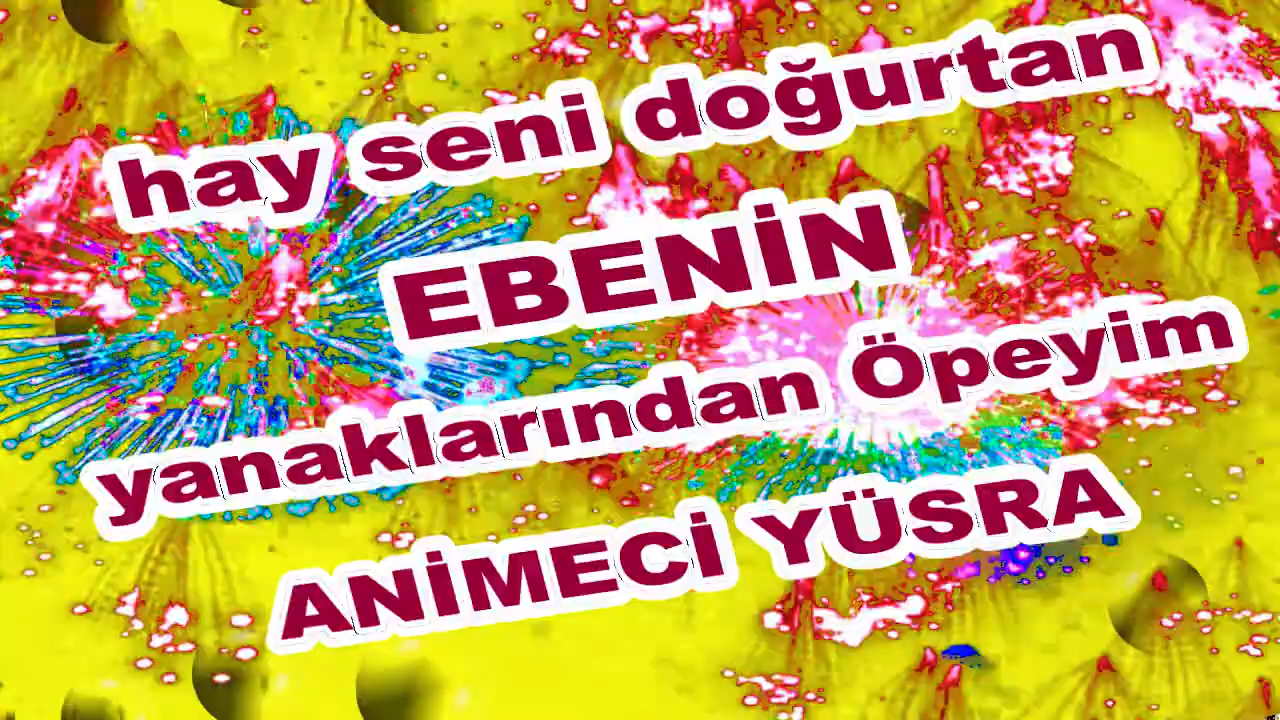 hay seni doğurtan
EBENİN
yanaklarından Öpeyim
ANİMECİ YÜSRA